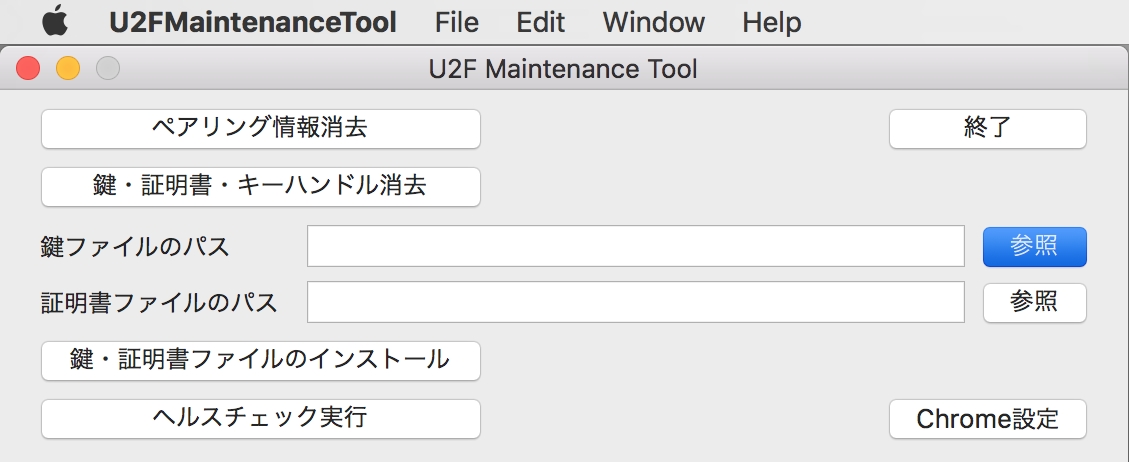 U2FMaintenanceTool File Edit Window Help
U2F Maintenance Tool
ペアリング情報消去 終了
鍵・証明書・キーハンドル消去
鍵ファイルのパス 参照
証明書ファイルのパス 参照
鍵・証明書ファイルのインストール
ヘルスチェック実行 Chrome設定